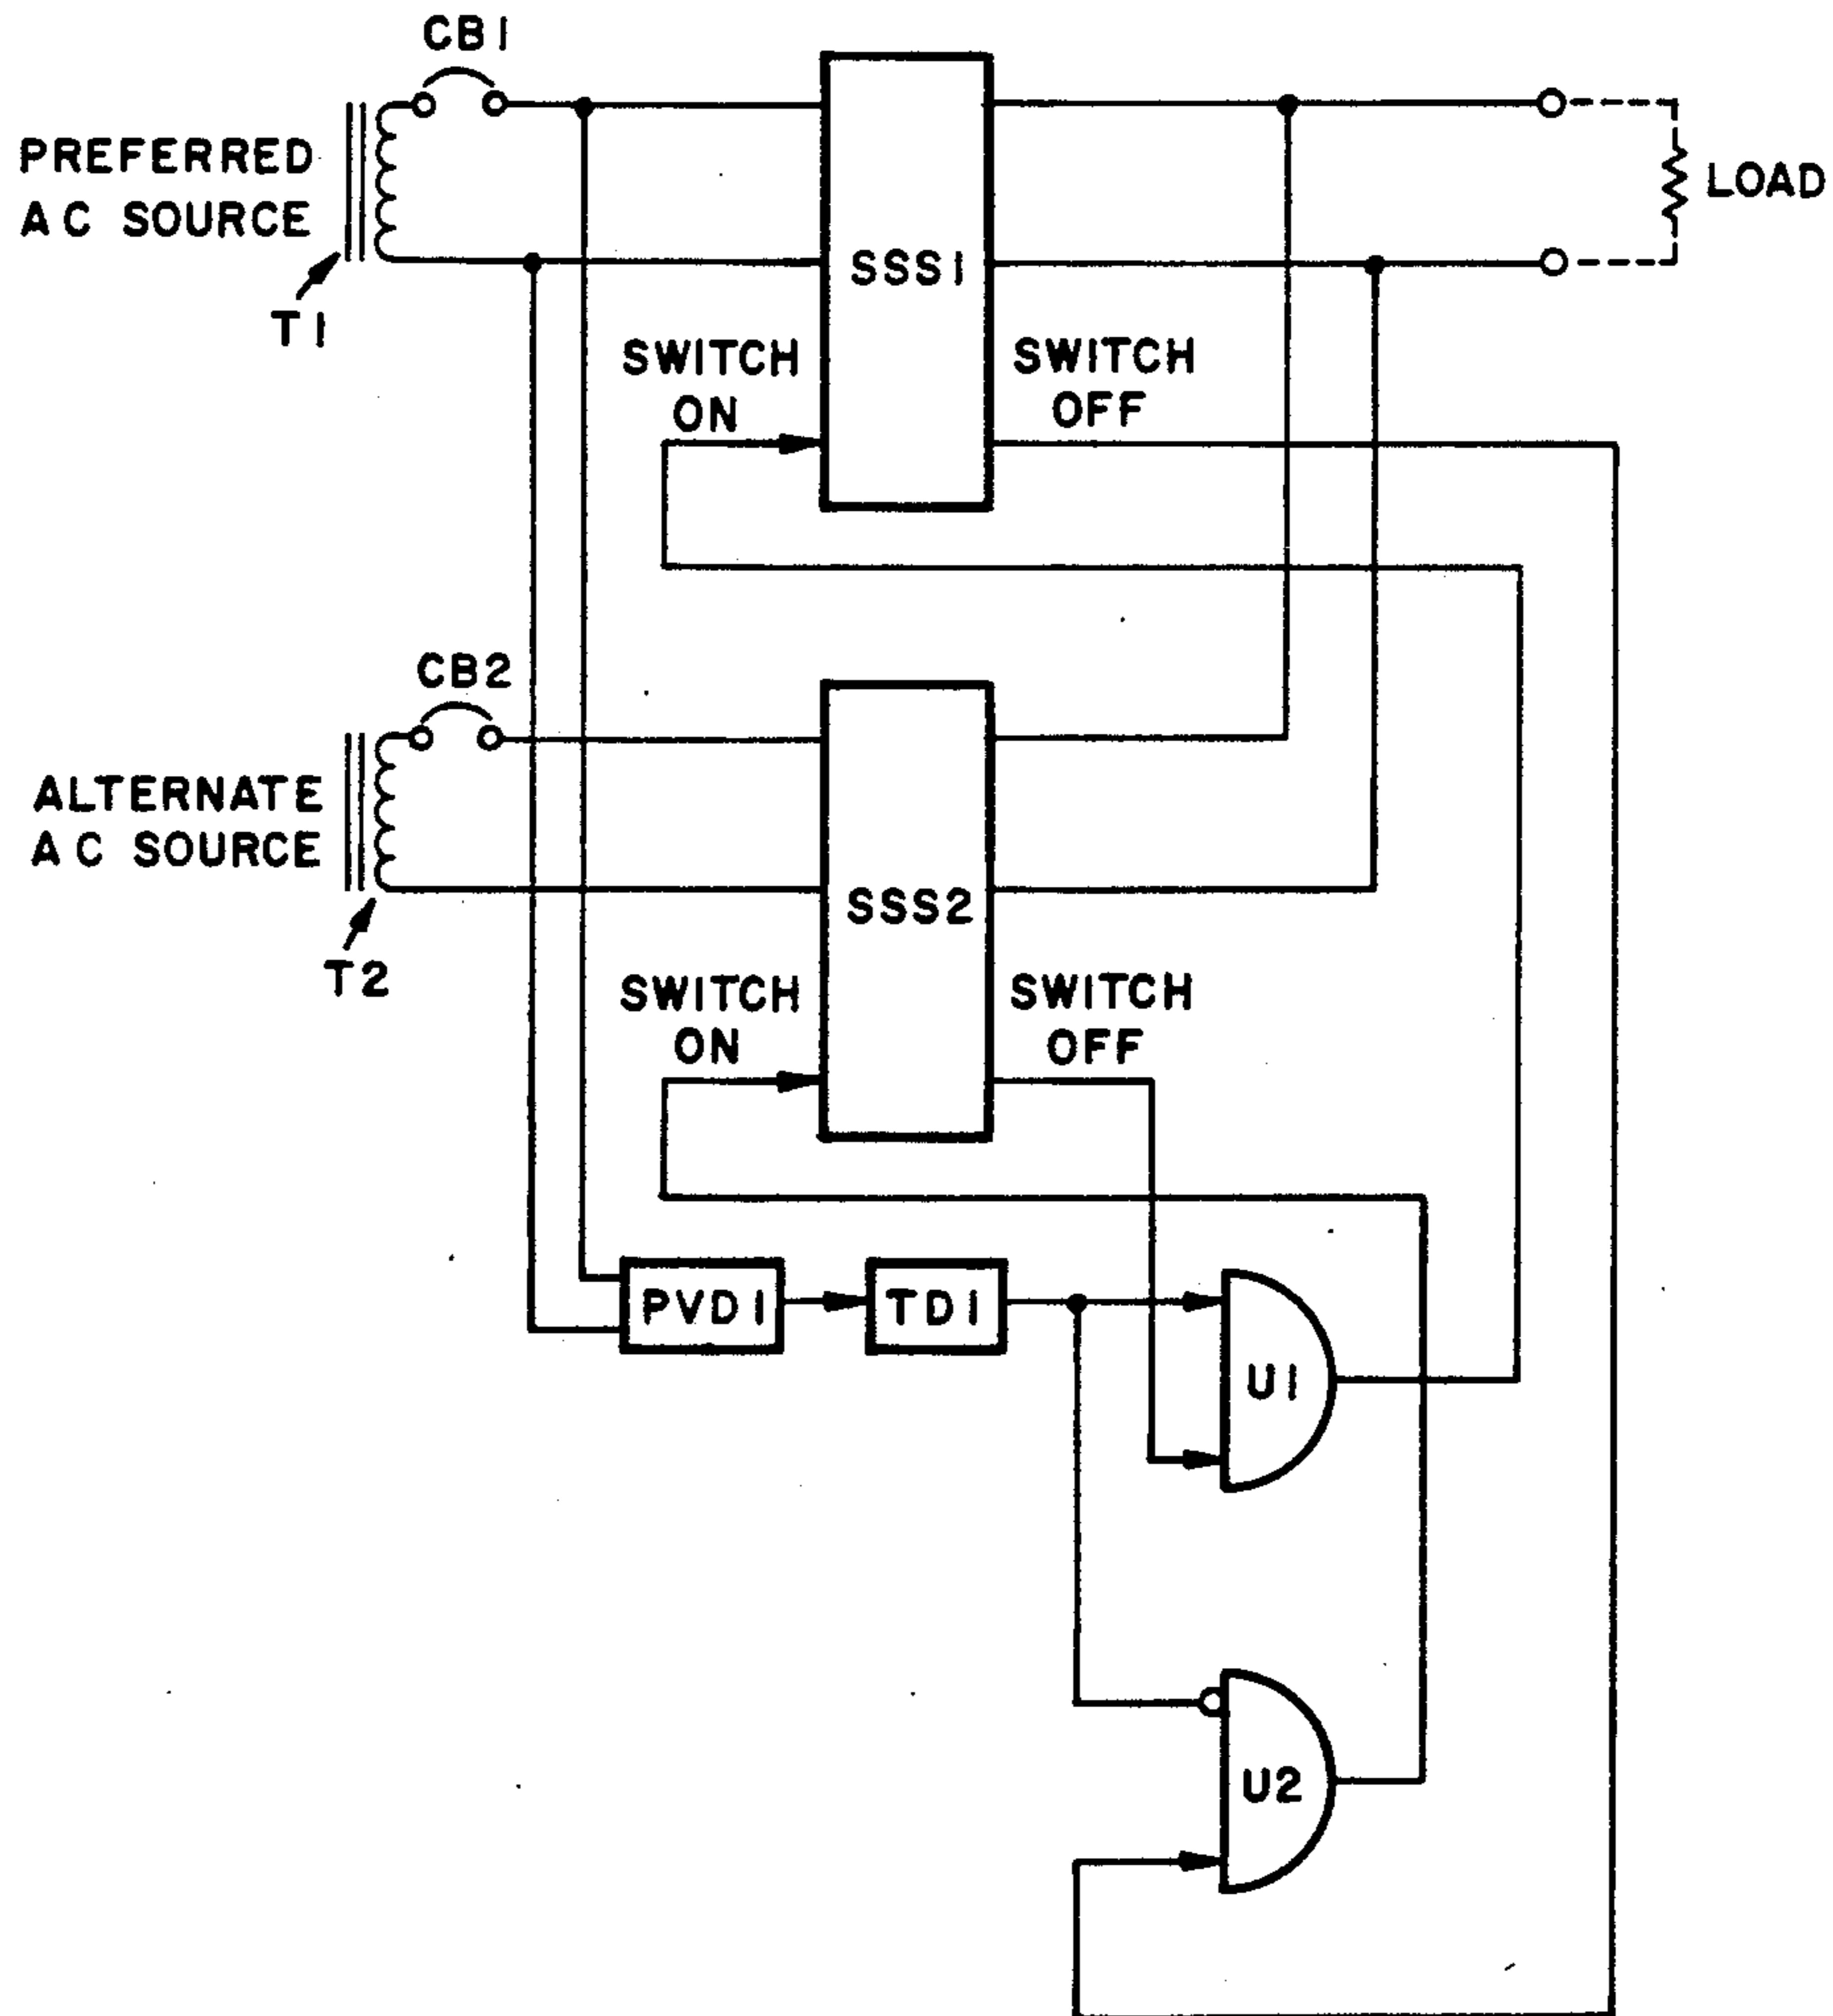 CB1
PREFERRED
AC SOURCE
T1
SSS1
LOAD
SWITCH
ON
SWITCH
OFF
CB2
ALTERNATE
AC SOURCE
T2
SSS2
SWITCH
ON
SWITCH
OFF
PVD1
TD1
U1
U2